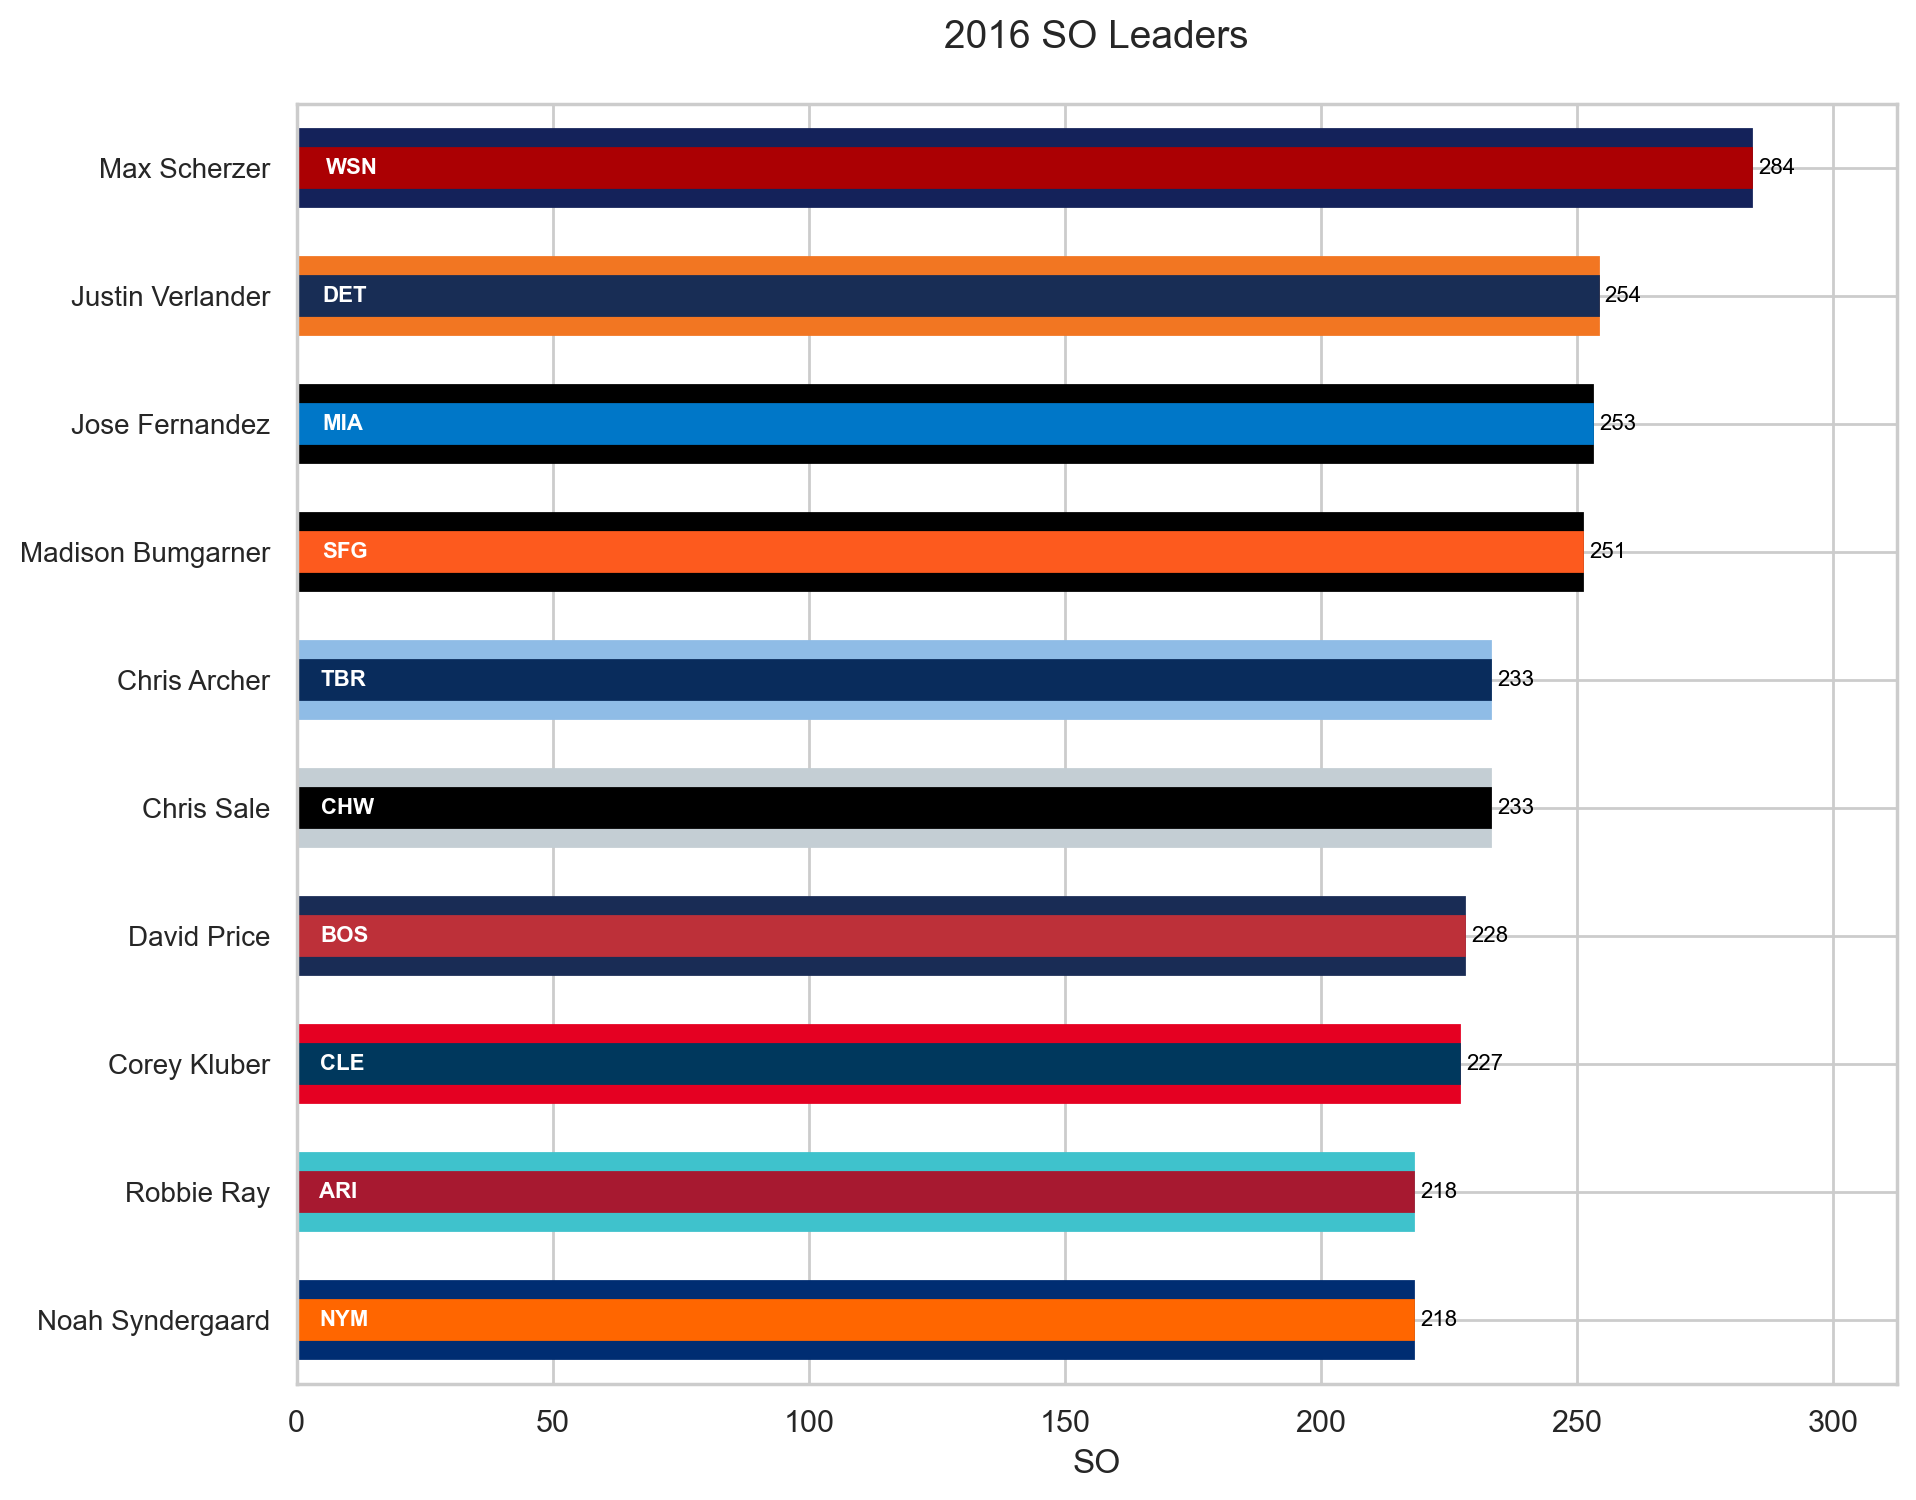 2016 SO Leaders
Max Scherzer WSN 284
Justin Verlander DET 254
Jose Fernandez MIA 253
Madison Bumgarner SFG 251
Chris Archer TBR 233
Chris Sale CHW 233
David Price BOS 228
Corey Kluber CLE 227
Robbie Ray ARI 218
Noah Syndergaard NYM 218
0 50 100 150 200 250 300
SO